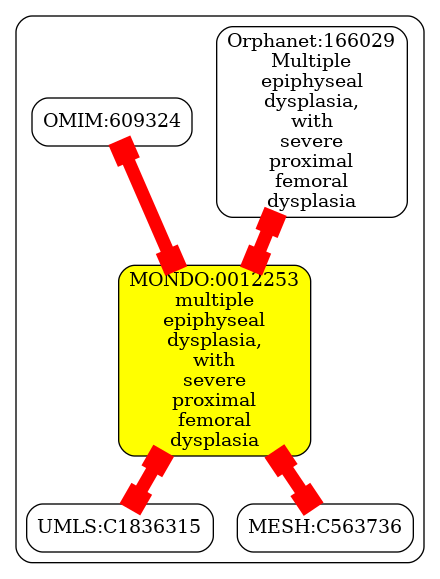 Orphanet:166029
Multiple
epiphyseal
dysplasia,
with
severe
proximal
femoral
dysplasia
OMIM:609324
MONDO:0012253
multiple
epiphyseal
dysplasia,
with
severe
proximal
femoral
dysplasia
UMLS:C1836315
MESH:C563736